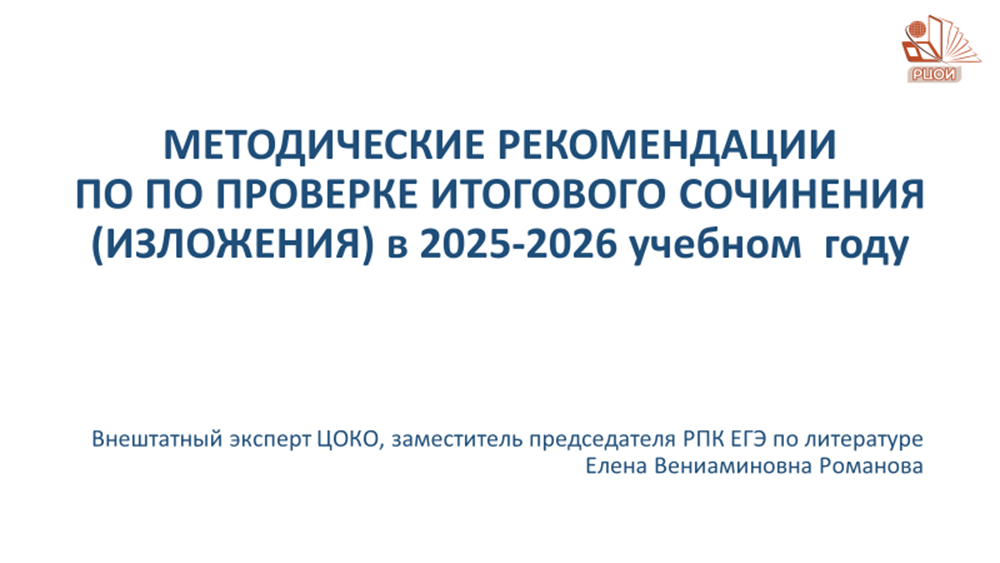 РЦОИ
МЕТОДИЧЕСКИЕ РЕКОМЕНДАЦИИ
ПО ПО ПРОВЕРКЕ ИТОГОВОГО СОЧИНЕНИЯ
(ИЗЛОЖЕНИЯ) в 2025-2026 учебном  году
Внештатный эксперт ЦОКО, заместитель председателя РПК ЕГЭ по литературе
Елена Вениаминовна Романова